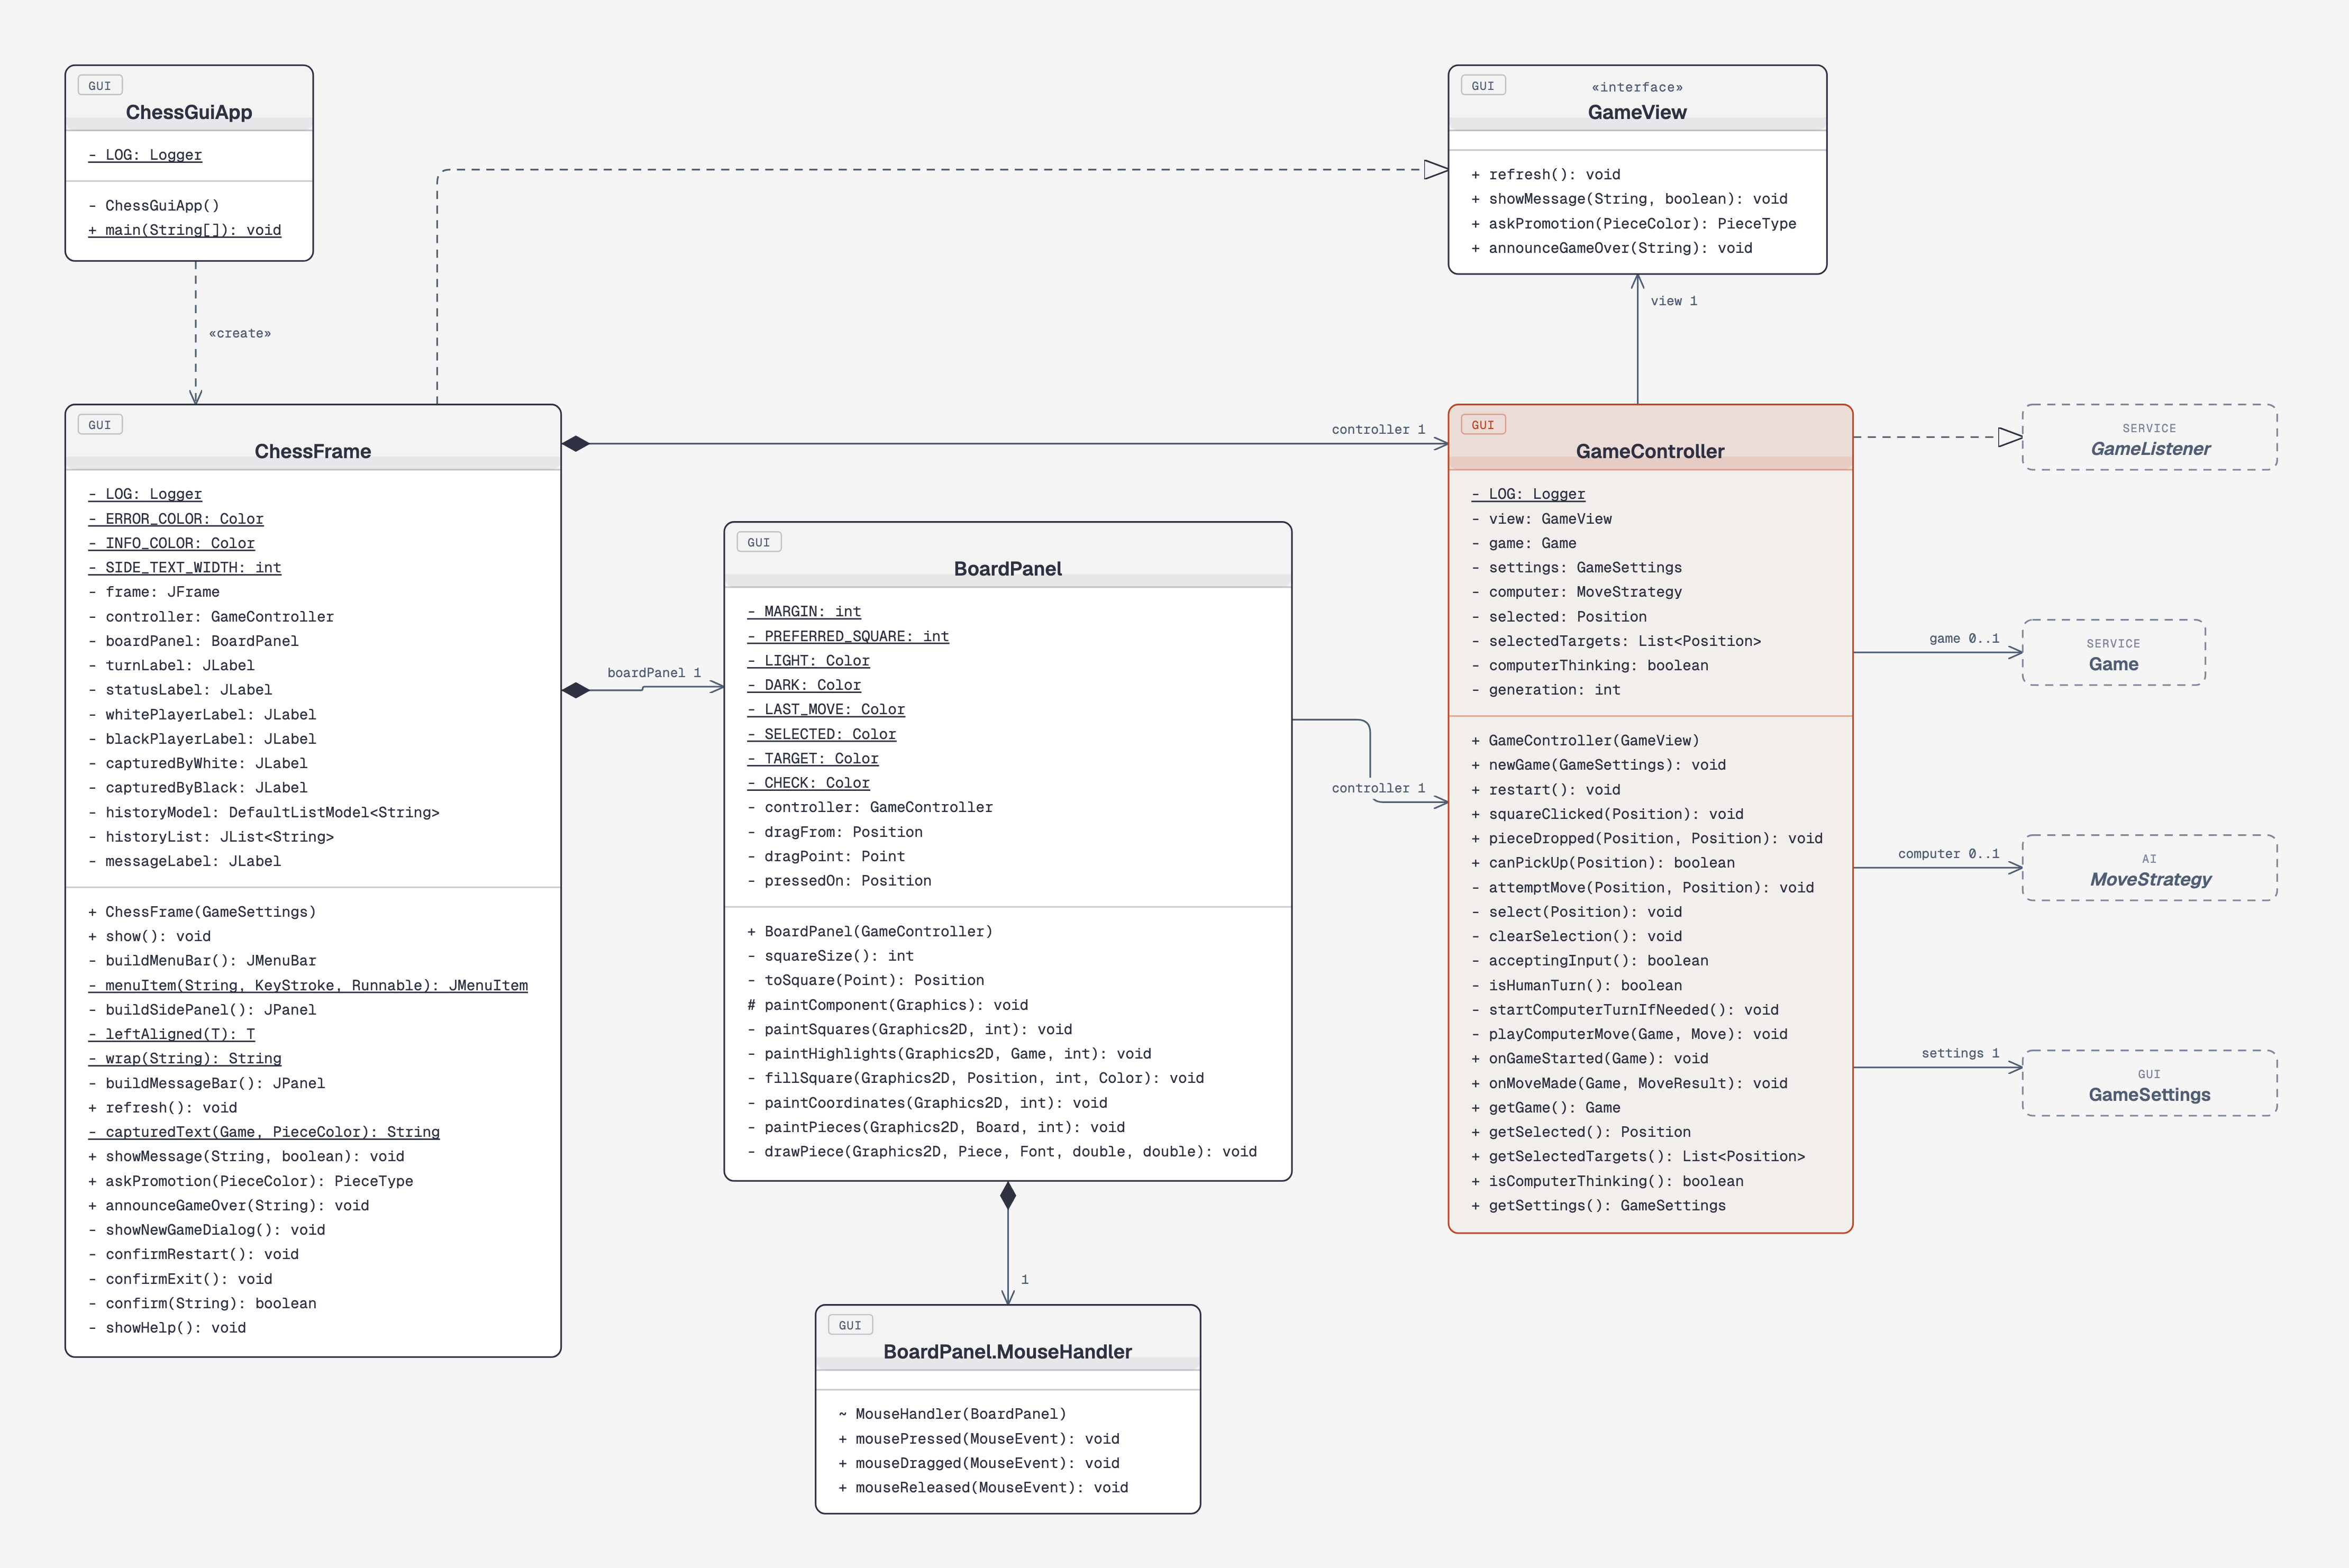 GUI
ChessGuiApp
- LOG: Logger
- ChessGuiApp()
+ main(String[]): void
«create»
GUI
«interface»
GameView
+ refresh(): void
+ showMessage(String, boolean): void
+ askPromotion(PieceColor): PieceType
+ announceGameOver(String): void
view 1
GUI
ChessFrame
- LOG: Logger
- ERROR_COLOR: Color
- INFO_COLOR: Color
- SIDE_TEXT_WIDTH: int
- frame: JFrame
- controller: GameController
- boardPanel: BoardPanel
- turnLabel: JLabel
- statusLabel: JLabel
- whitePlayerLabel: JLabel
- blackPlayerLabel: JLabel
- capturedByWhite: JLabel
- capturedByBlack: JLabel
- historyModel: DefaultListModel<String>
- historyList: JList<String>
- messageLabel: JLabel
+ ChessFrame(GameSettings)
+ show(): void
- buildMenuBar(): JMenuBar
- menuItem(String, KeyStroke, Runnable): JMenuItem
- buildSidePanel(): JPanel
- leftAligned(T): T
- wrap(String): String
- buildMessageBar(): JPanel
+ refresh(): void
- capturedText(Game, PieceColor): String
+ showMessage(String, boolean): void
+ askPromotion(PieceColor): PieceType
+ announceGameOver(String): void
- showNewGameDialog(): void
- confirmRestart(): void
- confirmExit(): void
- confirm(String): boolean
- showHelp(): void
controller 1
boardPanel 1
GUI
BoardPanel
- MARGIN: int
- PREFERRED_SQUARE: int
- LIGHT: Color
- DARK: Color
- LAST_MOVE: Color
- SELECTED: Color
- TARGET: Color
- CHECK: Color
- controller: GameController
- dragFrom: Position
- dragPoint: Point
- pressedOn: Position
+ BoardPanel(GameController)
- squareSize(): int
- toSquare(Point): Position
# paintComponent(Graphics): void
- paintSquares(Graphics2D, int): void
- paintHighlights(Graphics2D, Game, int): void
- fillSquare(Graphics2D, Position, int, Color): void
- paintCoordinates(Graphics2D, int): void
- paintPieces(Graphics2D, Board, int): void
- drawPiece(Graphics2D, Piece, Font, double, double): void
controller 1
1
GUI
BoardPanel.MouseHandler
~ MouseHandler(BoardPanel)
+ mousePressed(MouseEvent): void
+ mouseDragged(MouseEvent): void
+ mouseReleased(MouseEvent): void
GUI
GameController
- LOG: Logger
- view: GameView
- game: Game
- settings: GameSettings
- computer: MoveStrategy
- selected: Position
- selectedTargets: List<Position>
- computerThinking: boolean
- generation: int
+ GameController(GameView)
+ newGame(GameSettings): void
+ restart(): void
+ squareClicked(Position): void
+ pieceDropped(Position, Position): void
+ canPickUp(Position): boolean
- attemptMove(Position, Position): void
- select(Position): void
- clearSelection(): void
- acceptingInput(): boolean
- isHumanTurn(): boolean
- startComputerTurnIfNeeded(): void
- playComputerMove(Game, Move): void
+ onGameStarted(Game): void
+ onMoveMade(Game, MoveResult): void
+ getGame(): Game
+ getSelected(): Position
+ getSelectedTargets(): List<Position>
+ isComputerThinking(): boolean
+ getSettings(): GameSettings
SERVICE
GameListener
game 0..1
SERVICE
Game
computer 0..1
AI
MoveStrategy
settings 1
GUI
GameSettings